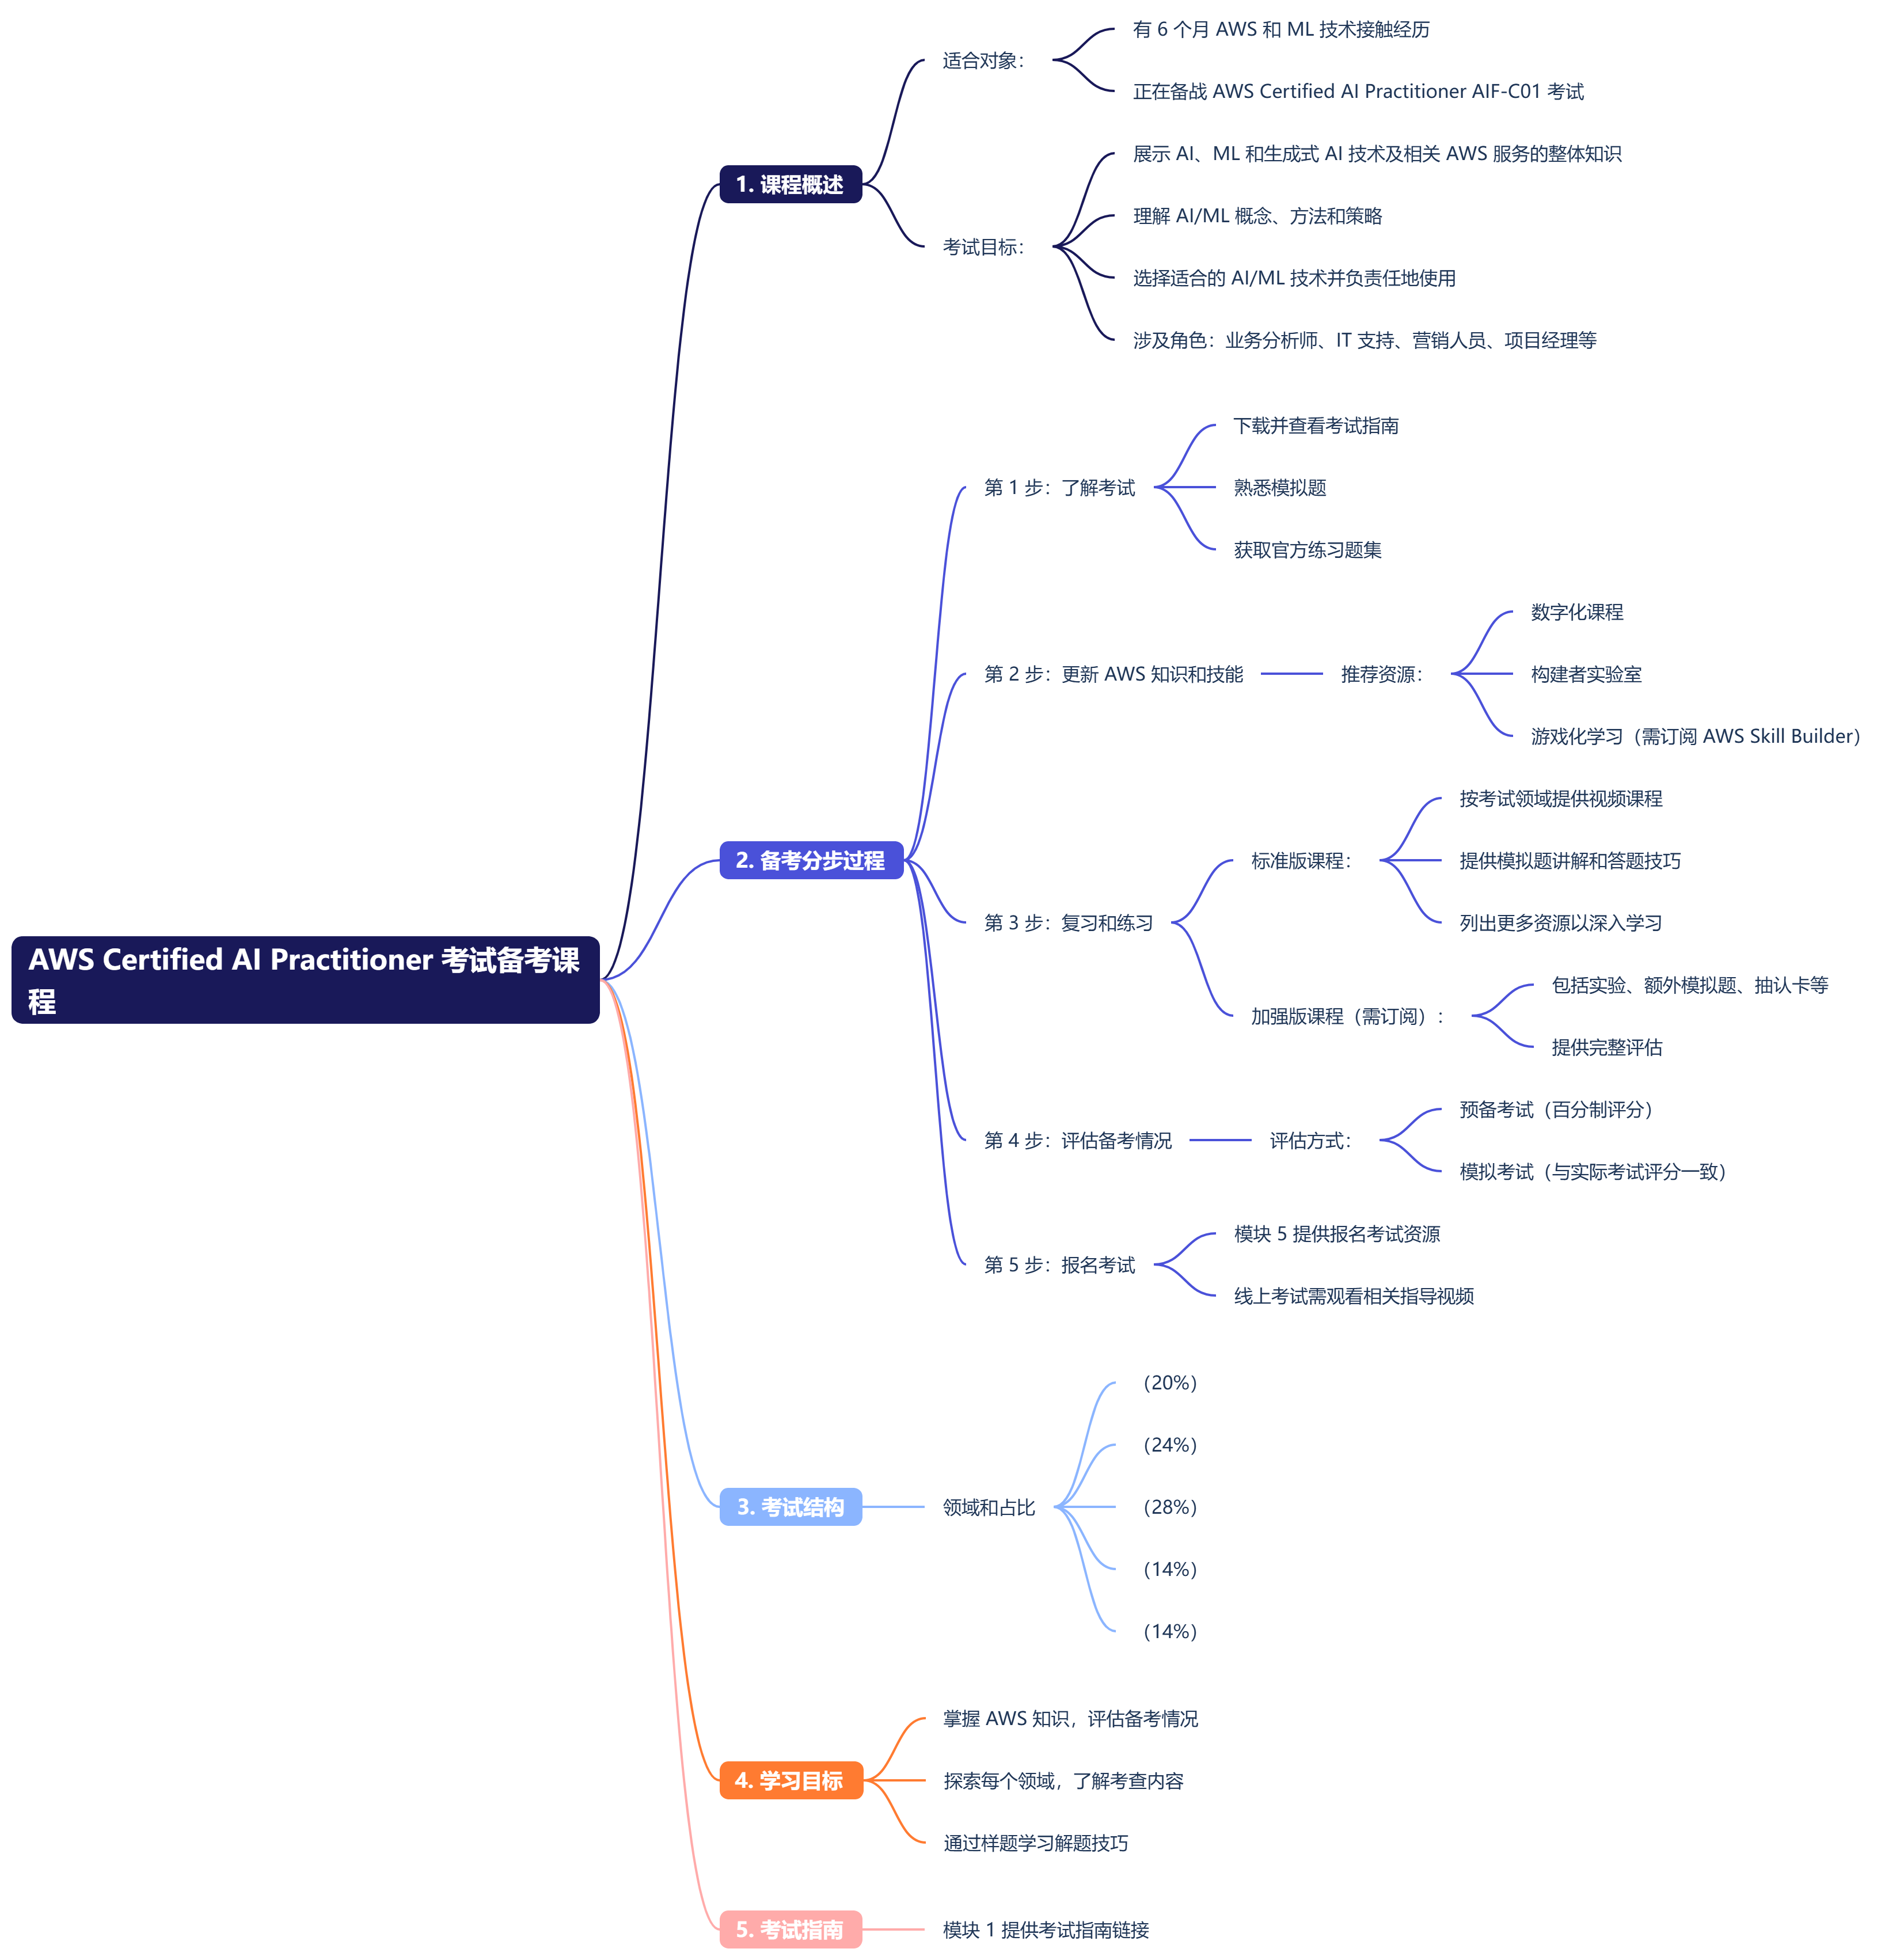 AWS Certified AI Practitioner 考试备考课
程
1. 课程概述
适合对象：
有 6 个月 AWS 和 ML 技术接触经历
正在备战 AWS Certified AI Practitioner AIF-C01 考试
考试目标：
展示 AI、ML 和生成式 AI 技术及相关 AWS 服务的整体知识
理解 AI/ML 概念、方法和策略
选择适合的 AI/ML 技术并负责任地使用
涉及角色：业务分析师、IT 支持、营销人员、项目经理等
2. 备考分步过程
第 1 步：了解考试
下载并查看考试指南
熟悉模拟题
获取官方练习题集
第 2 步：更新 AWS 知识和技能
推荐资源：
数字化课程
构建者实验室
游戏化学习（需订阅 AWS Skill Builder）
第 3 步：复习和练习
标准版课程：
按考试领域提供视频课程
提供模拟题讲解和答题技巧
列出更多资源以深入学习
加强版课程（需订阅）：
包括实验、额外模拟题、抽认卡等
提供完整评估
第 4 步：评估备考情况
评估方式：
预备考试（百分制评分）
模拟考试（与实际考试评分一致）
第 5 步：报名考试
模块 5 提供报名考试资源
线上考试需观看相关指导视频
3. 考试结构
领域和占比
（20%）
（24%）
（28%）
（14%）
（14%）
4. 学习目标
掌握 AWS 知识，评估备考情况
探索每个领域，了解考查内容
通过样题学习解题技巧
5. 考试指南
模块 1 提供考试指南链接